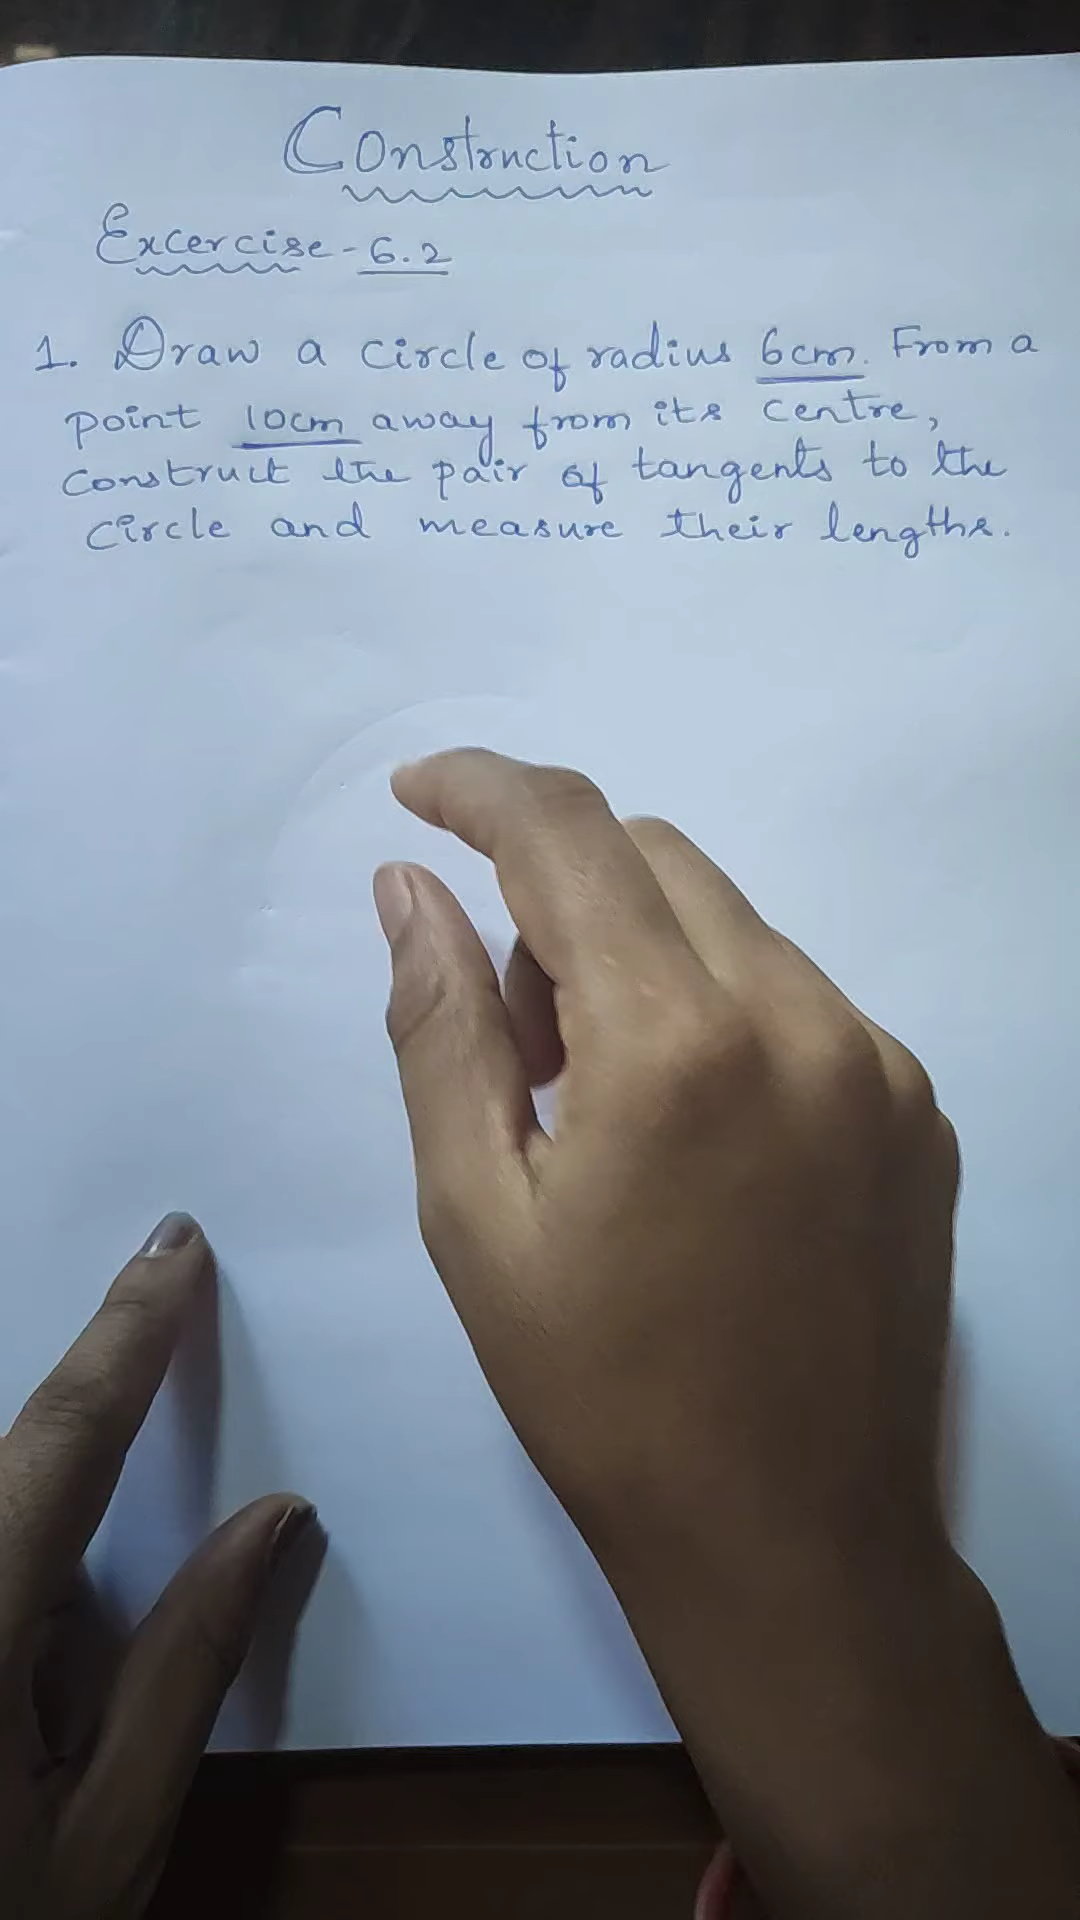 Construction
Excercise - 6.2
1. Draw a circle of radius 6cm. From a
point 10cm away from its centre,
construct the pair of tangents to the
circle and measure their lengths.